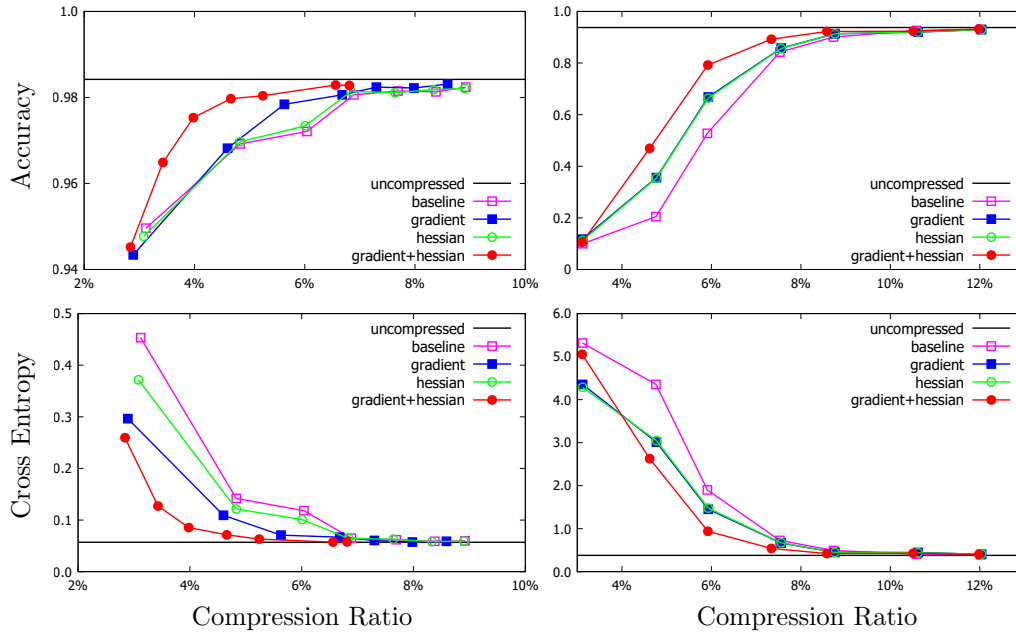 1.00
0.98
0.96
0.94
2%
4%
6%
8%
10%
Accuracy
uncompressed
baseline
gradient
hessian
gradient+hessian
1.0
0.8
0.6
0.4
0.2
0
4%
6%
8%
10%
12%
uncompressed
baseline
gradient
hessian
gradient+hessian
0.5
0.4
0.3
0.2
0.1
0.0
2%
4%
6%
8%
10%
Cross Entropy
uncompressed
baseline
gradient
hessian
gradient+hessian
Compression Ratio
6.0
5.0
4.0
3.0
2.0
1.0
0.0
4%
6%
8%
10%
12%
uncompressed
baseline
gradient
hessian
gradient+hessian
Compression Ratio